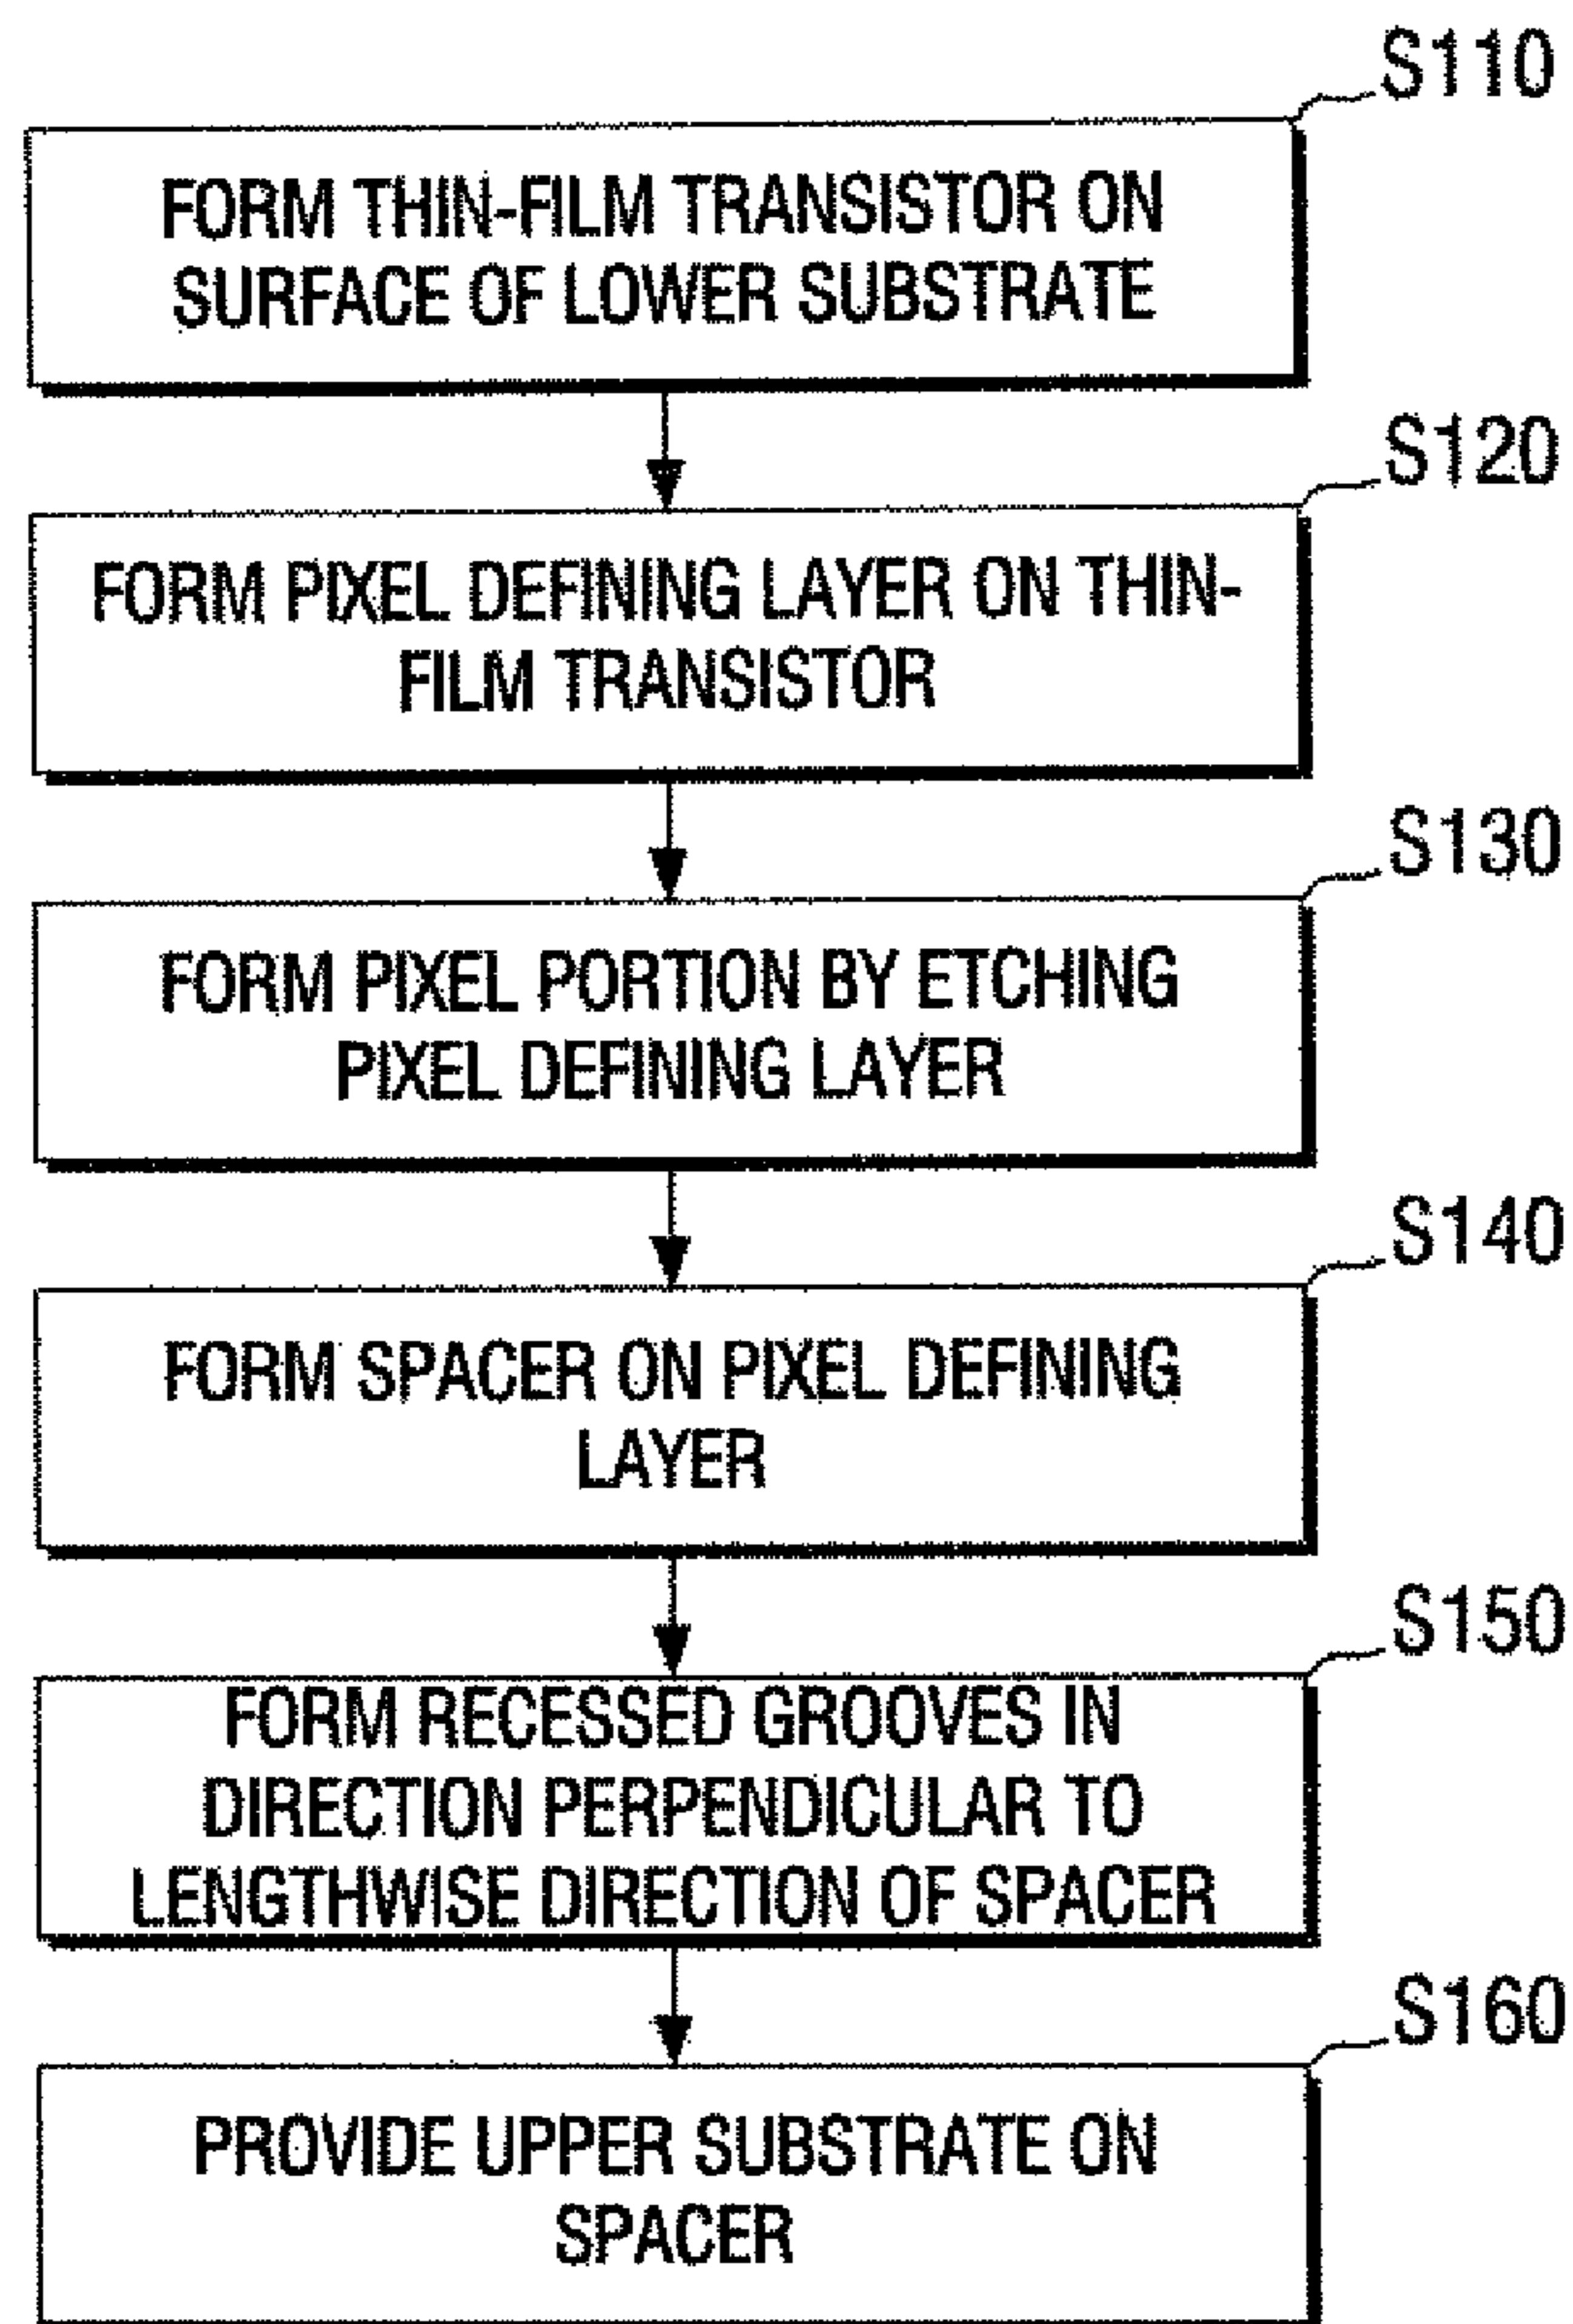 S110
FORM THIN-FILM TRANSISTOR ON
SURFACE OF LOWER SUBSTRATE
S120
FORM PIXEL DEFINING LAYER ON THIN-
FILM TRANSISTOR
S130
FORM PIXEL PORTION BY ETCHING
PIXEL DEFINING LAYER
S140
FORM SPACER ON PIXEL DEFINING
LAYER
S150
FORM RECESSED GROOVES IN
DIRECTION PERPENDICULAR TO
LENGTHWISE DIRECTION OF SPACER
S160
PROVIDE UPPER SUBSTRATE ON
SPACER